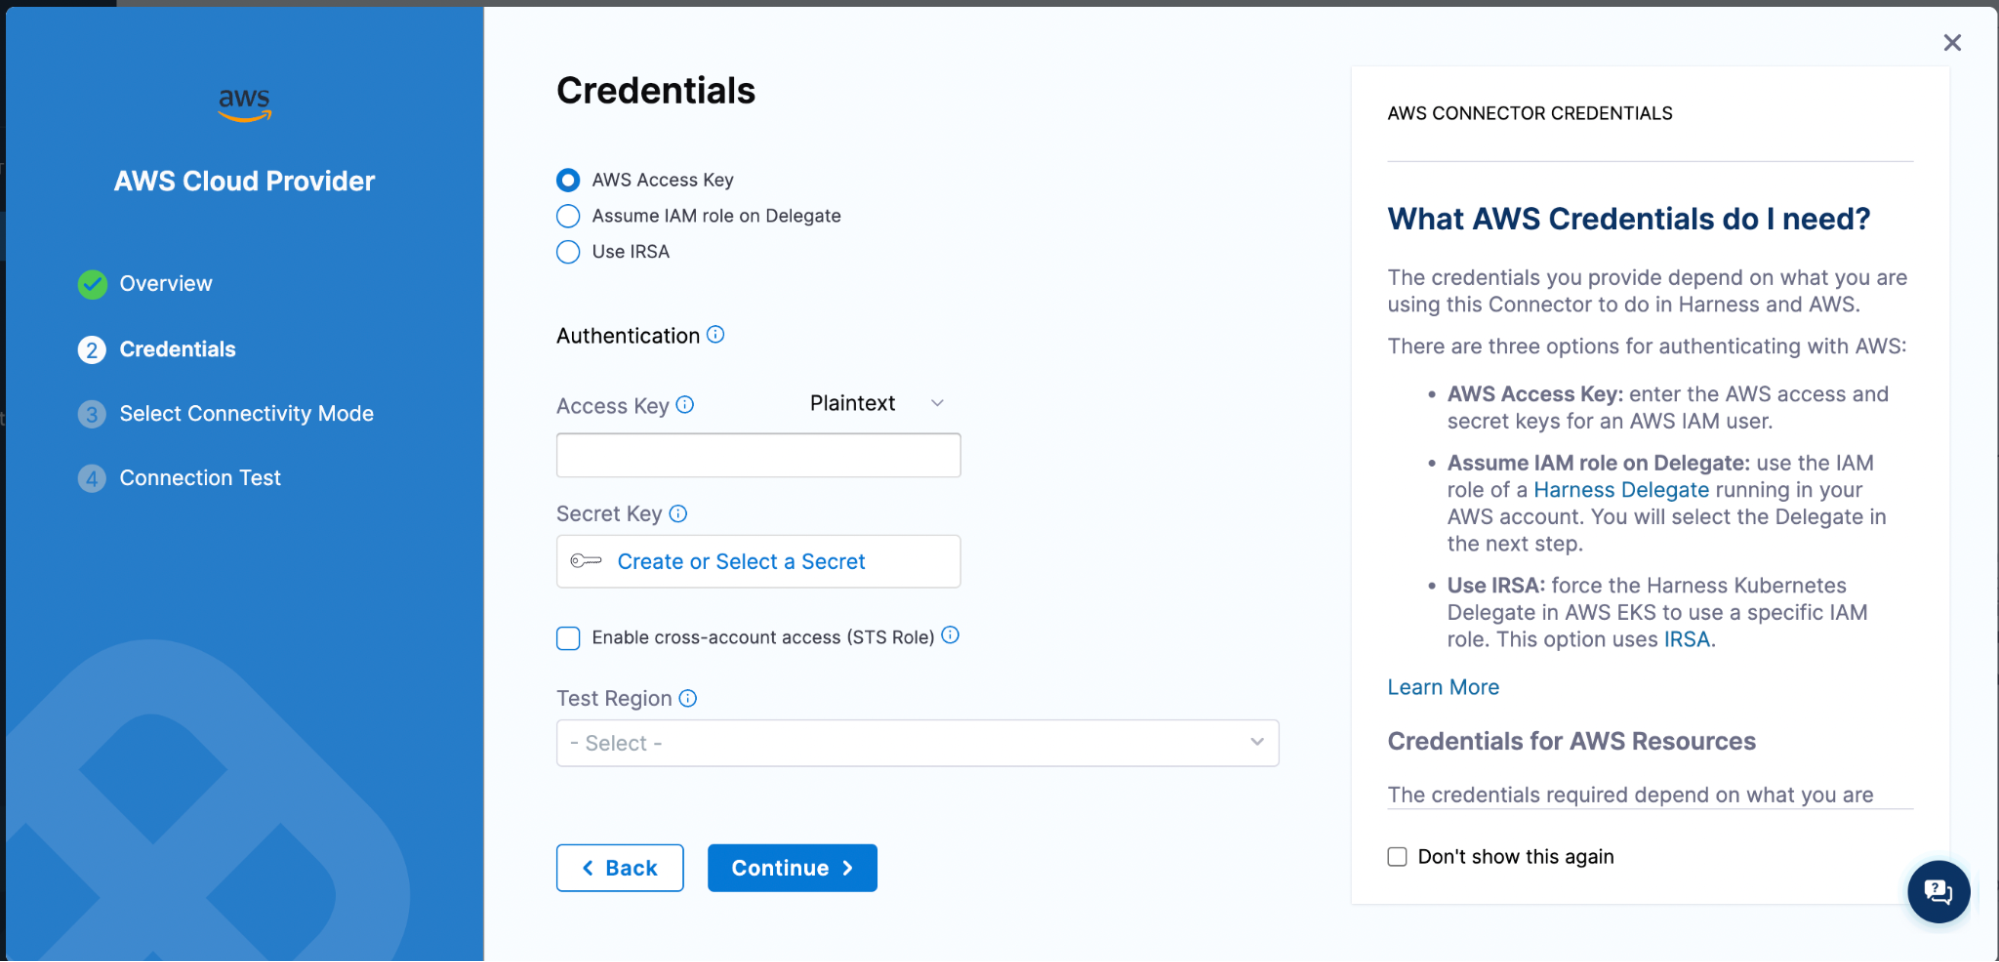 aws
AWS Cloud Provider
Overview
2 Credentials
3 Select Connectivity Mode
4 Connection Test
Credentials
AWS Access Key
Assume IAM role on Delegate
Use IRSA
Authentication
Access Key
Plaintext
Secret Key
Create or Select a Secret
Enable cross-account access (STS Role)
Test Region
- Select -
Back
Continue
AWS CONNECTOR CREDENTIALS
What AWS Credentials do I need?
The credentials you provide depend on what you are
using this Connector to do in Harness and AWS.
There are three options for authenticating with AWS:
• AWS Access Key: enter the AWS access and
secret keys for an AWS IAM user.
• Assume IAM role on Delegate: use the IAM
role of a Harness Delegate running in your
AWS account. You will select the Delegate in
the next step.
• Use IRSA: force the Harness Kubernetes
Delegate in AWS EKS to use a specific IAM
role. This option uses IRSA.
Learn More
Credentials for AWS Resources
The credentials required depend on what you are
Don't show this again